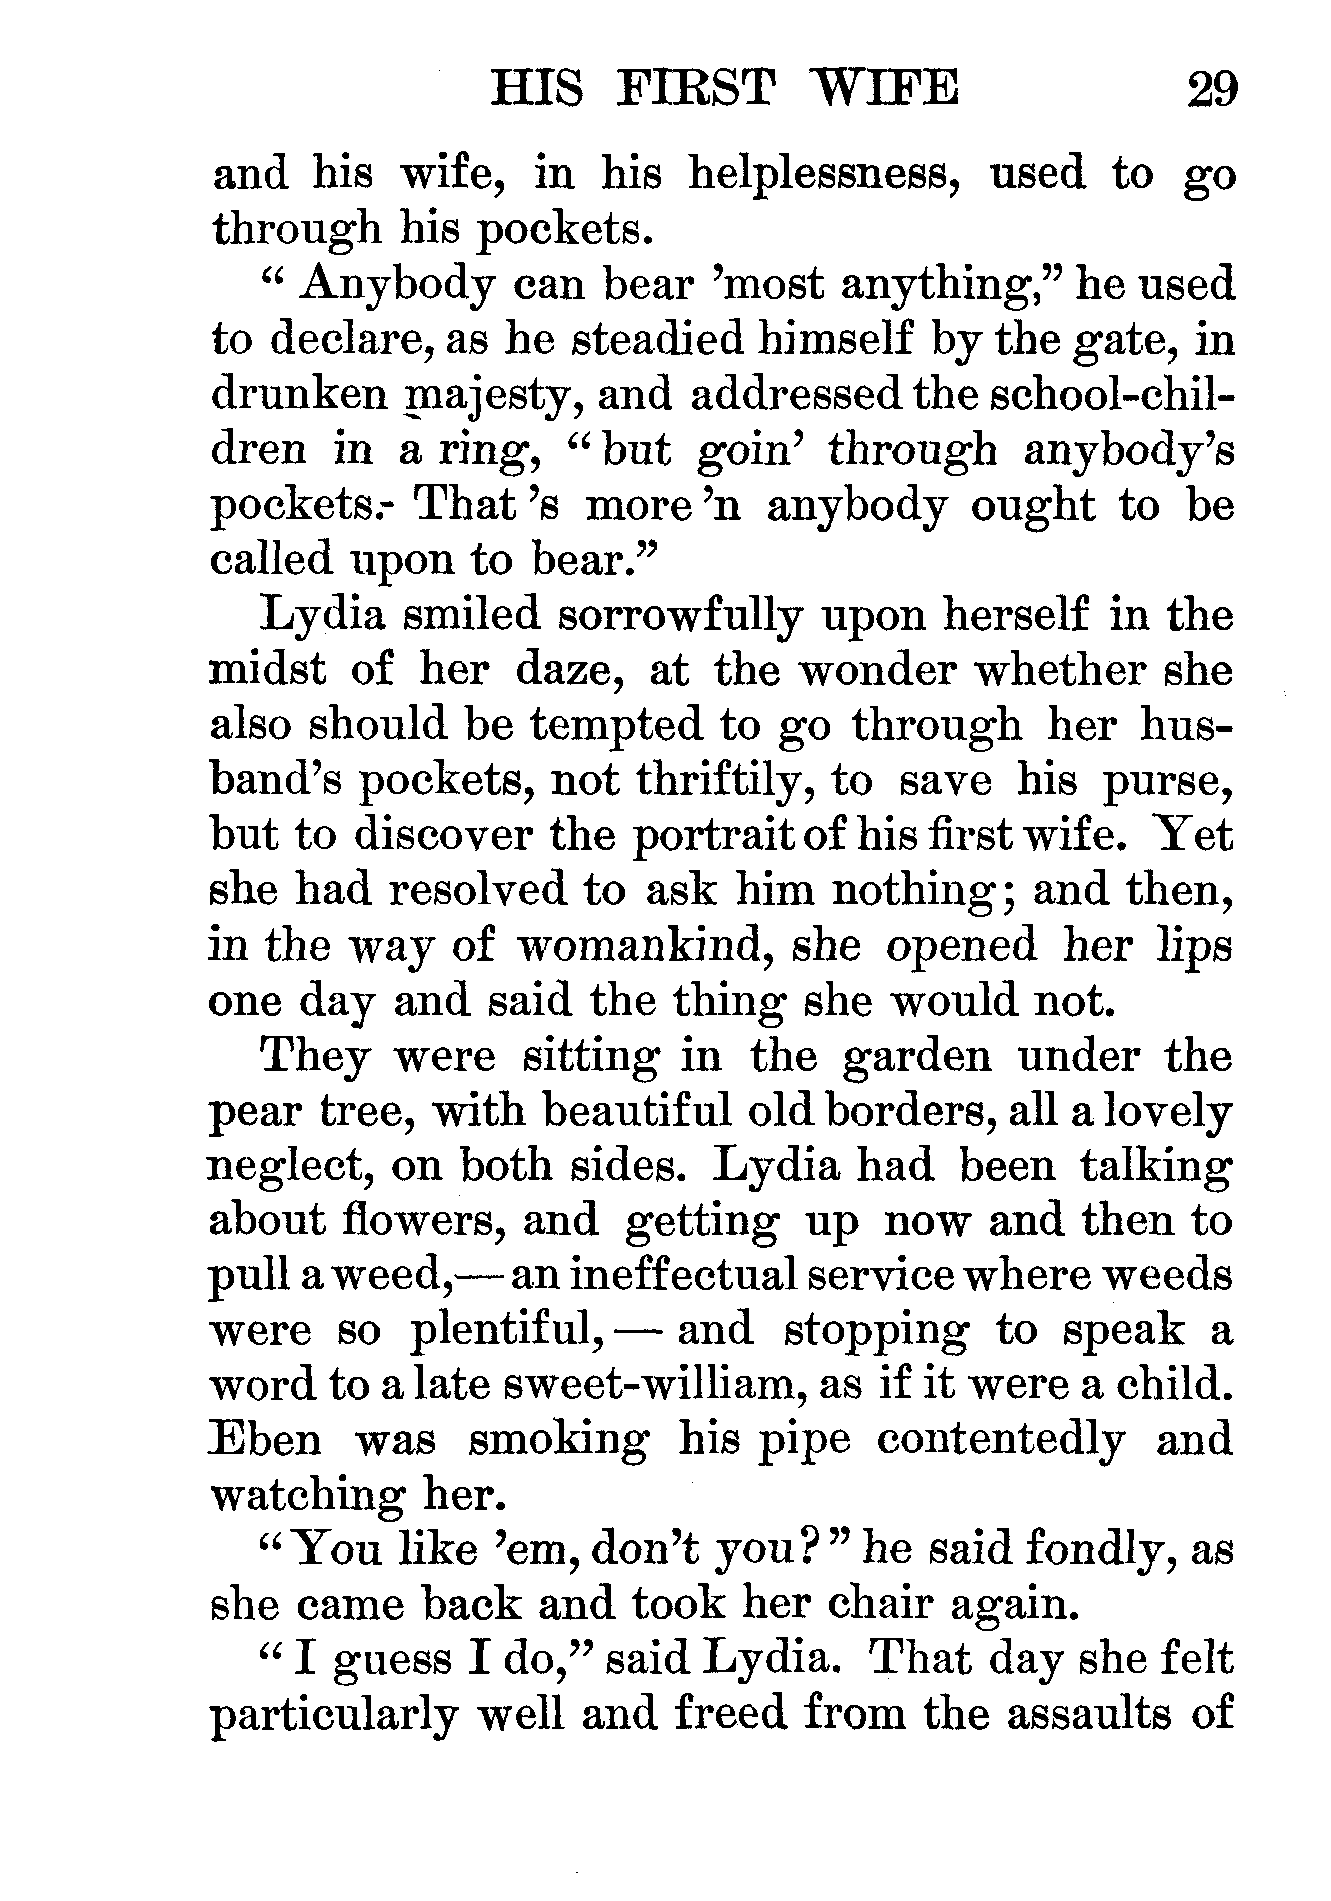 HIS FIRST WIFE 29
and his wife, in his helplessness, used to go
through his pockets.
“ Anybody can bear ’most anything,” he used
to declare, as he steadied himself by the gate, in
drunken majesty, and addressed the school-chil-
dren in a ring, “ but goin’ through anybody’s
pockets.- That ’s more ’n anybody ought to be
called upon to bear.”
Lydia smiled sorrowfully upon herself in the
midst of her daze, at the wonder whether she
also should be tempted to go through her hus-
band’s pockets, not thriftily, to save his purse,
but to discover the portrait of his first wife. Yet
she had resolved to ask him nothing; and then,
in the way of womankind, she opened her lips
one day and said the thing she would not.
They were sitting in the garden under the
pear tree, with beautiful old borders, all a lovely
neglect, on both sides. Lydia had been talking
about flowers, and getting up now and then to
pull a weed,— an ineffectual service where weeds
were so plentiful, — and stopping to speak a
word to a late sweet-william, as if it were a child.
Eben was smoking his pipe contentedly and
watching her.
“ You like ’em, don’t you? ” he said fondly, as
she came back and took her chair again.
“ I guess I do,” said Lydia. That day she felt
particularly well and freed from the assaults of